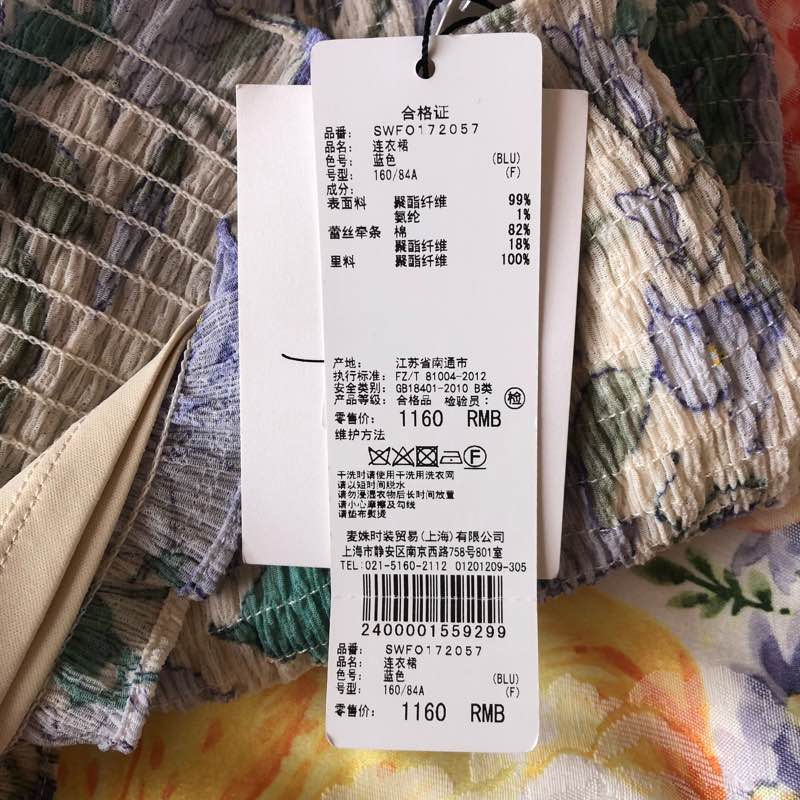 合格证
品番: SWFO172057
品名: 连衣裙
色号: 蓝色 (BLU)
号型: 160/84A (F)
成分:
表面料 聚酯纤维 99%
氨纶 1%
蕾丝牵条 棉 82%
聚酯纤维 18%
里料 聚酯纤维 100%
产地: 江苏省南通市
执行标准: FZ/T 81004-2012
安全类别: GB18401-2010 B类
产品等级: 合格品 检验员: 检
零售价: 1160 RMB
维护方法
F
干洗时请使用干洗用洗衣网
请以短时间脱水
请勿浸湿衣物后长时间放置
请小心摩擦及勾线
请垫布熨烫
麦姝时装贸易(上海)有限公司
上海市静安区南京西路758号801室
TEL:021-5160-2112 01201209-305
2400001559299
品番: SWFO172057
品名: 连衣裙
色号: 蓝色 (BLU)
号型: 160/84A (F)
零售价: 1160 RMB